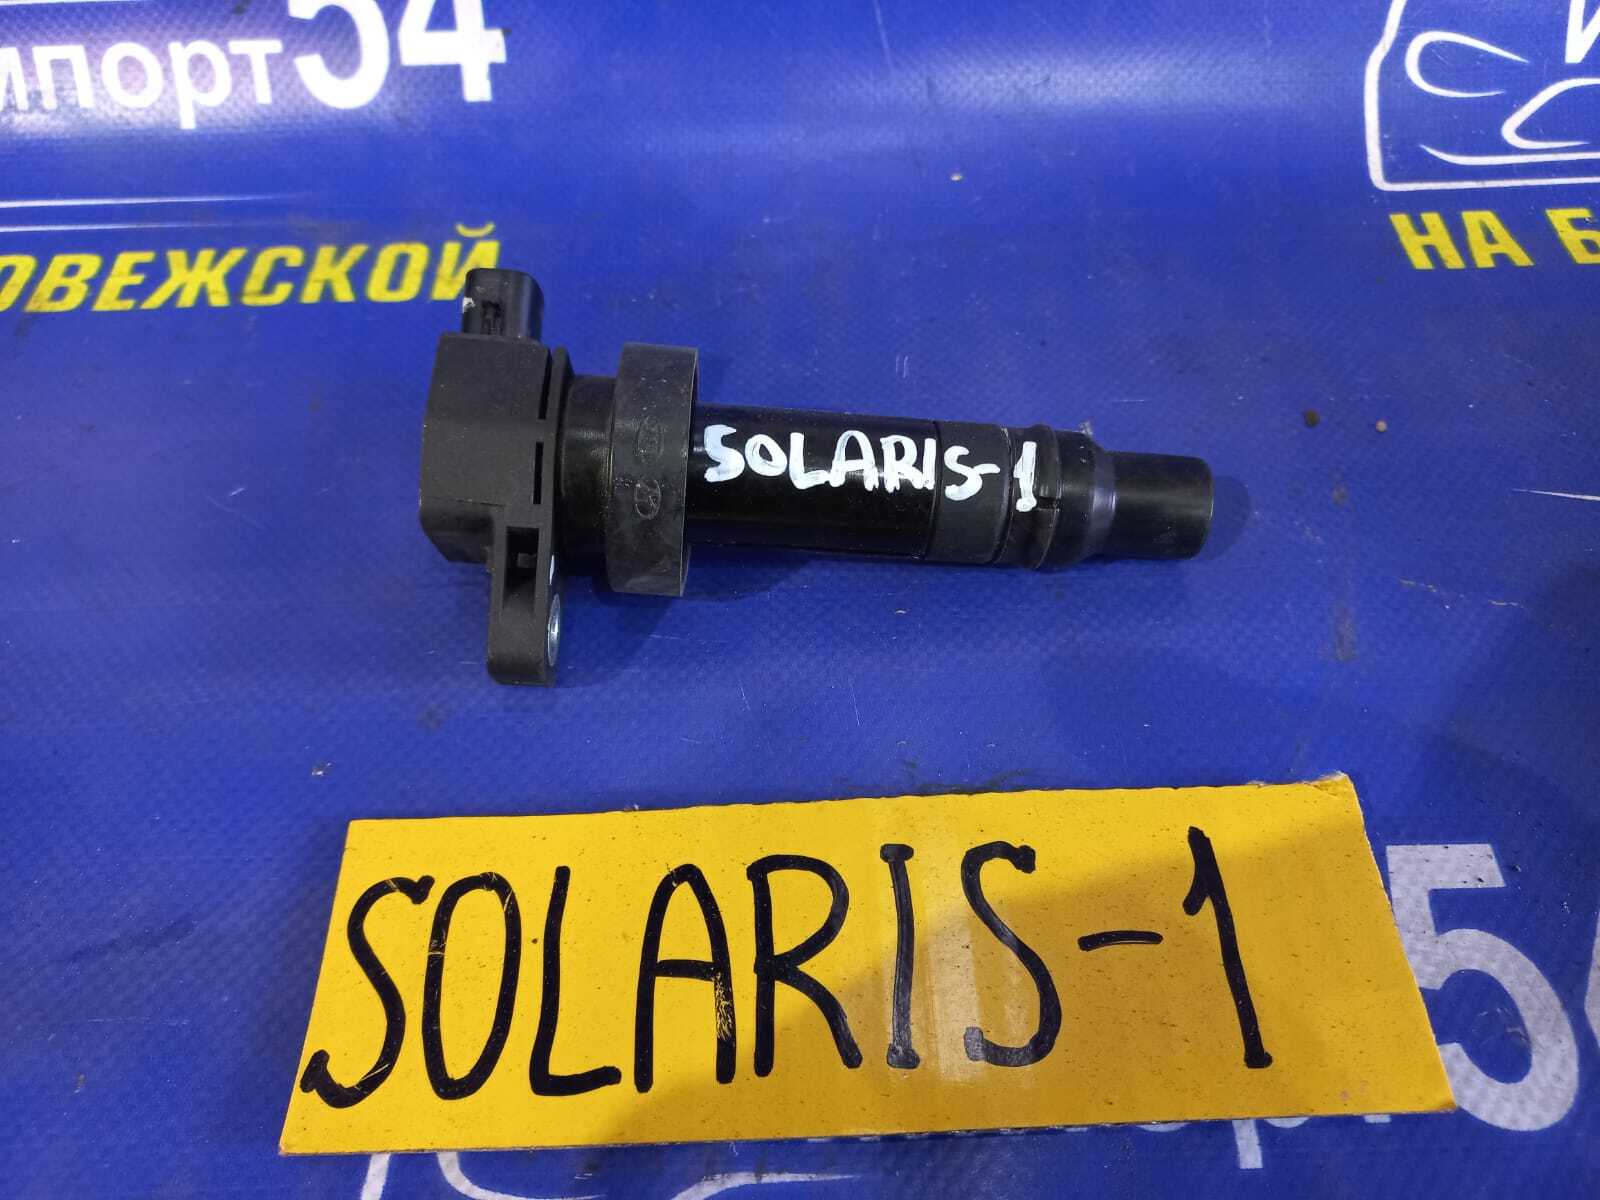 мпорт54
ОВЕЖСКОЙ
НА Б
SOLARIS-1
SOLARIS-1